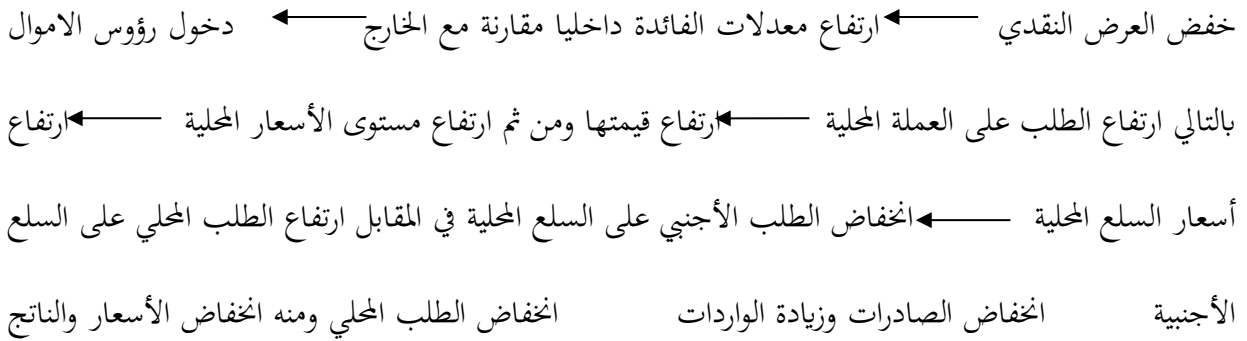 خفض العرض النقدي ← ارتفاع معدلات الفائدة داخليا مقارنة مع الخارج ← دخول رؤوس الاموال
بالتالي ارتفاع الطلب على العملة المحلية ← ارتفاع قيمتها ومن ثم ارتفاع مستوى الأسعار المحلية ← ارتفاع
أسعار السلع المحلية ← انخفاض الطلب الأجنبي على السلع المحلية في المقابل ارتفاع الطلب المحلي على السلع
الأجنبية انخفاض الصادرات وزيادة الواردات انخفاض الطلب المحلي ومنه انخفاض الأسعار والناتج